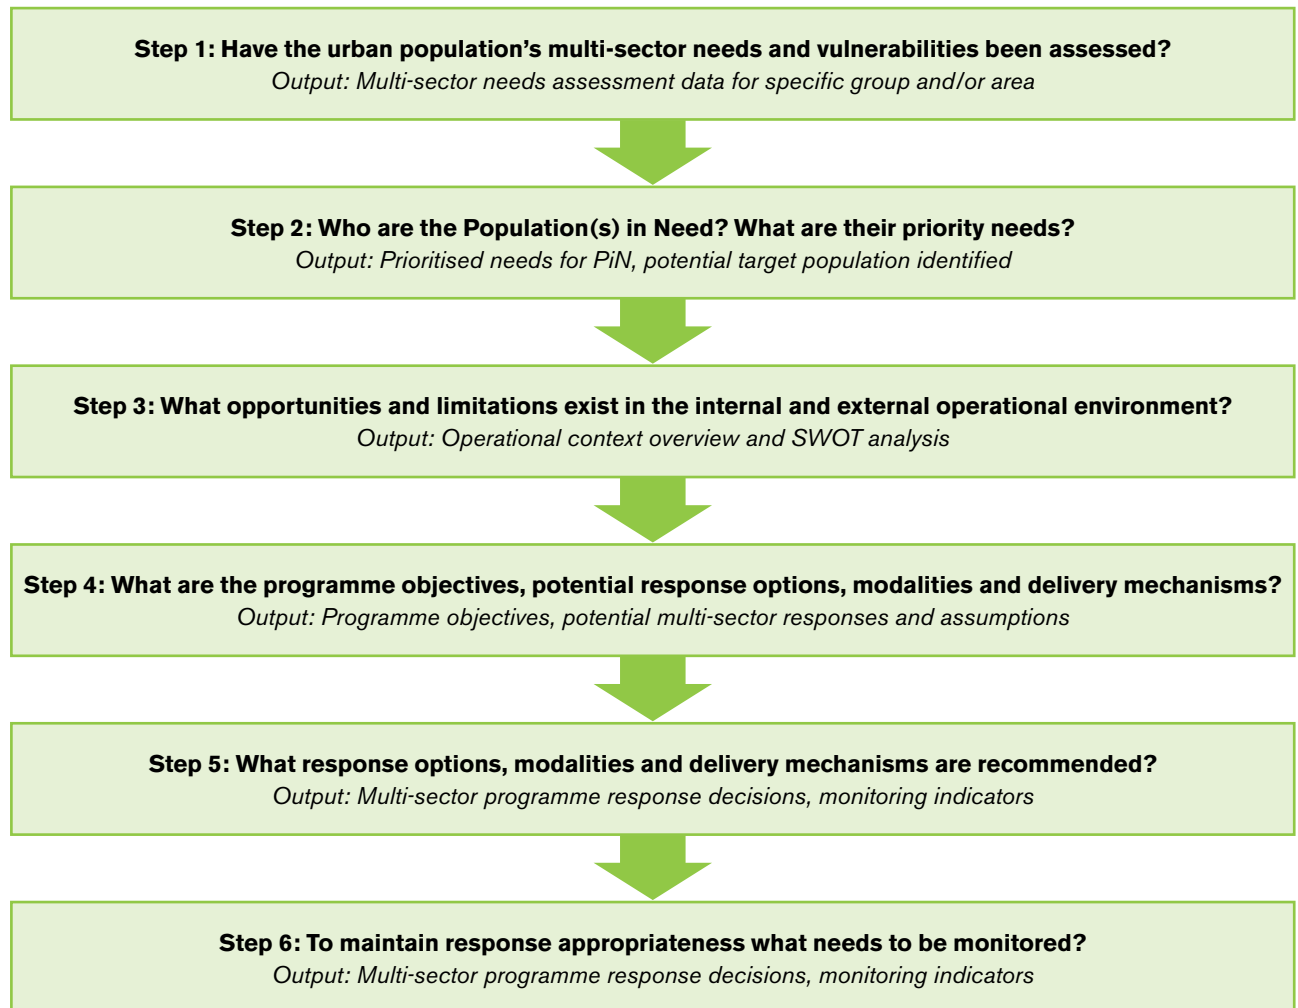 Step 1: Have the urban population’s multi-sector needs and vulnerabilities been assessed?
Output: Multi-sector needs assessment data for specific group and/or area
Step 2: Who are the Population(s) in Need? What are their priority needs?
Output: Prioritised needs for PiN, potential target population identified
Step 3: What opportunities and limitations exist in the internal and external operational environment?
Output: Operational context overview and SWOT analysis
Step 4: What are the programme objectives, potential response options, modalities and delivery mechanisms?
Output: Programme objectives, potential multi-sector responses and assumptions
Step 5: What response options, modalities and delivery mechanisms are recommended?
Output: Multi-sector programme response decisions, monitoring indicators
Step 6: To maintain response appropriateness what needs to be monitored?
Output: Multi-sector programme response decisions, monitoring indicators